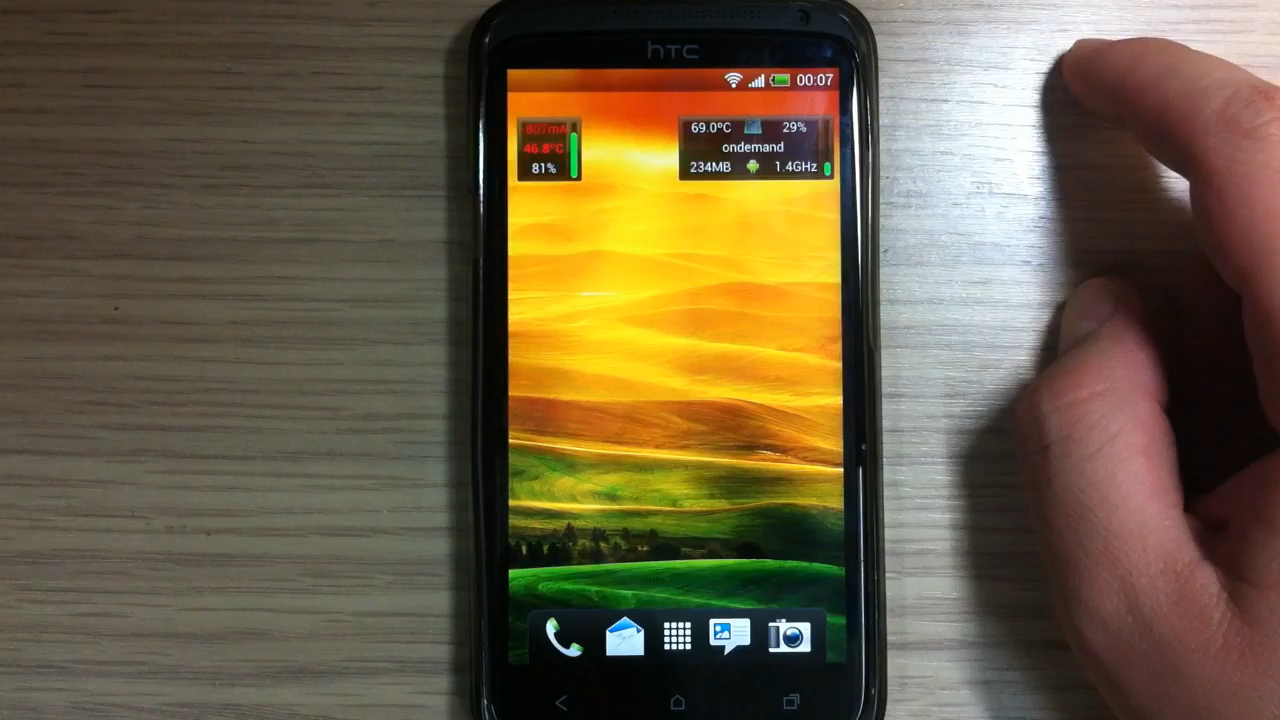 hTC
00:07
807mA
46.8°C
81%
69.0°C 29%
ondemand
234MB 1.4GHz